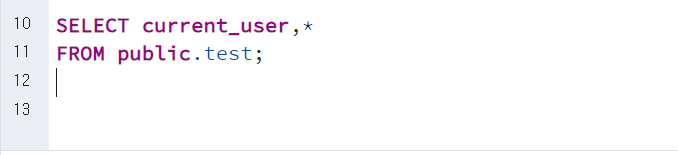 10 SELECT current_user,*
11 FROM public.test;
12
13